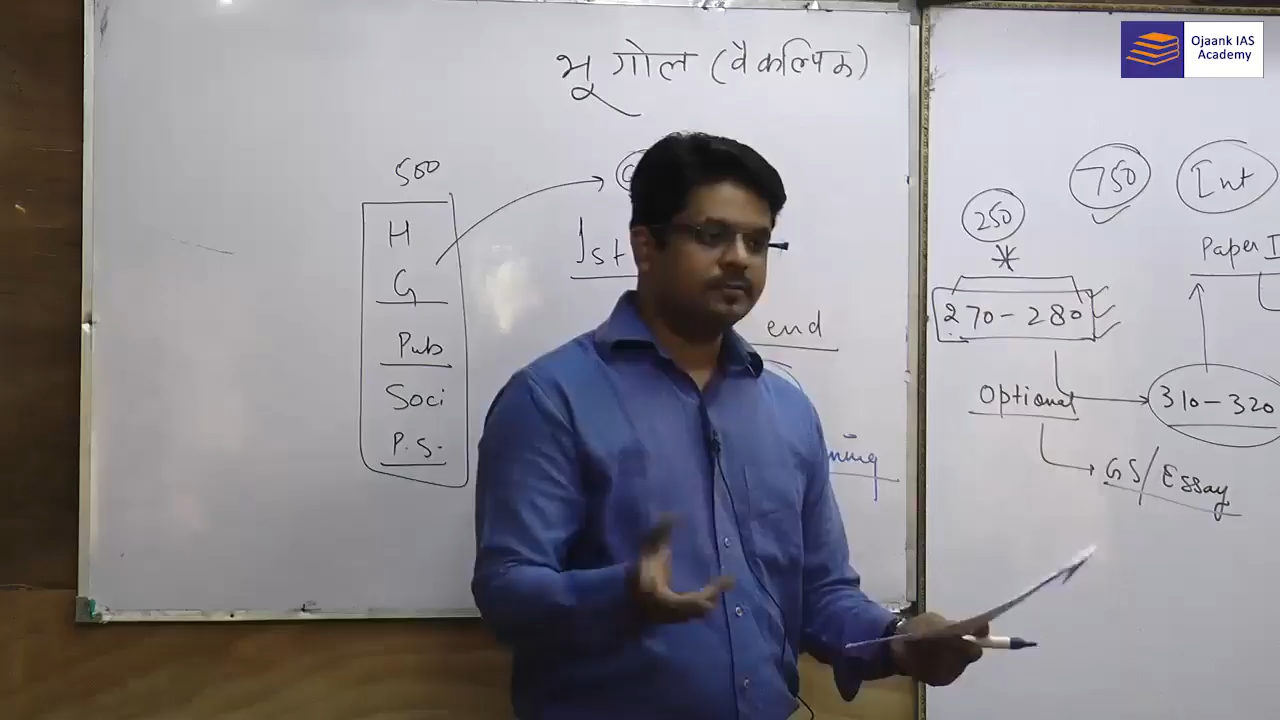 Ojaank IAS
Academy
भूगोल (वैकल्पिक)
500
H
G
Pub
Soci
P.S.
Ist
end
750
Int
250
*
Paper I
270-280
Optional
310-320
GS/Essay